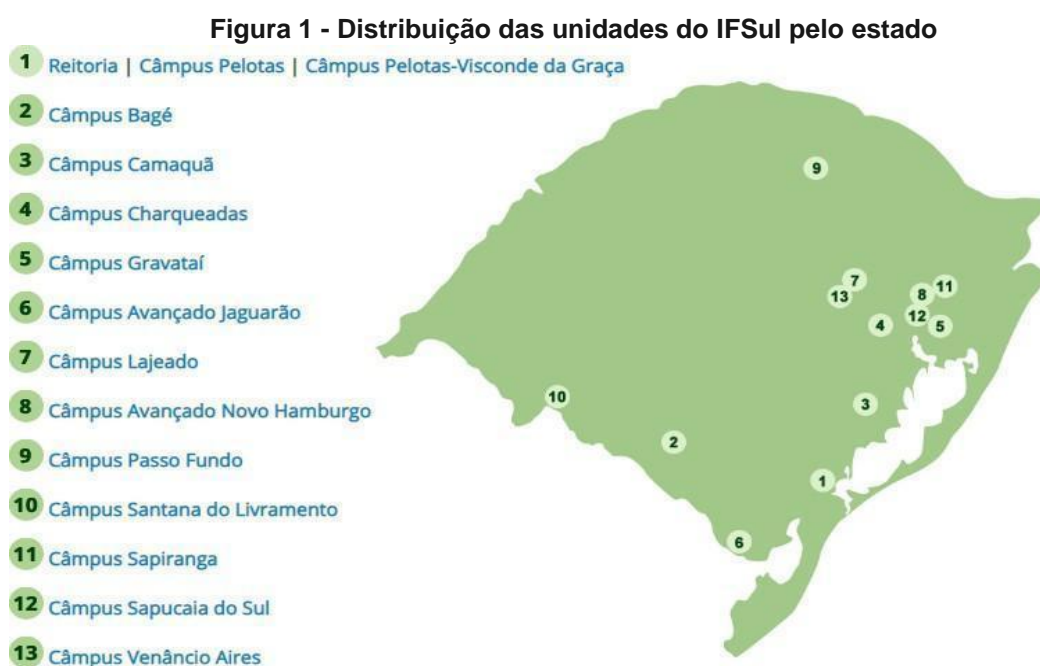 Figura 1 - Distribuição das unidades do IFSul pelo estado
1 Reitoria | Câmpus Pelotas | Câmpus Pelotas-Visconde da Graça
2 Câmpus Bagé
3 Câmpus Camaquã
4 Câmpus Charqueadas
5 Câmpus Gravataí
6 Câmpus Avançado Jaguarão
7 Câmpus Lajeado
8 Câmpus Avançado Novo Hamburgo
9 Câmpus Passo Fundo
10 Câmpus Santana do Livramento
11 Câmpus Sapiranga
12 Câmpus Sapucaia do Sul
13 Câmpus Venâncio Aires
9
7
13
8
11
12
4
5
10
3
2
1
6